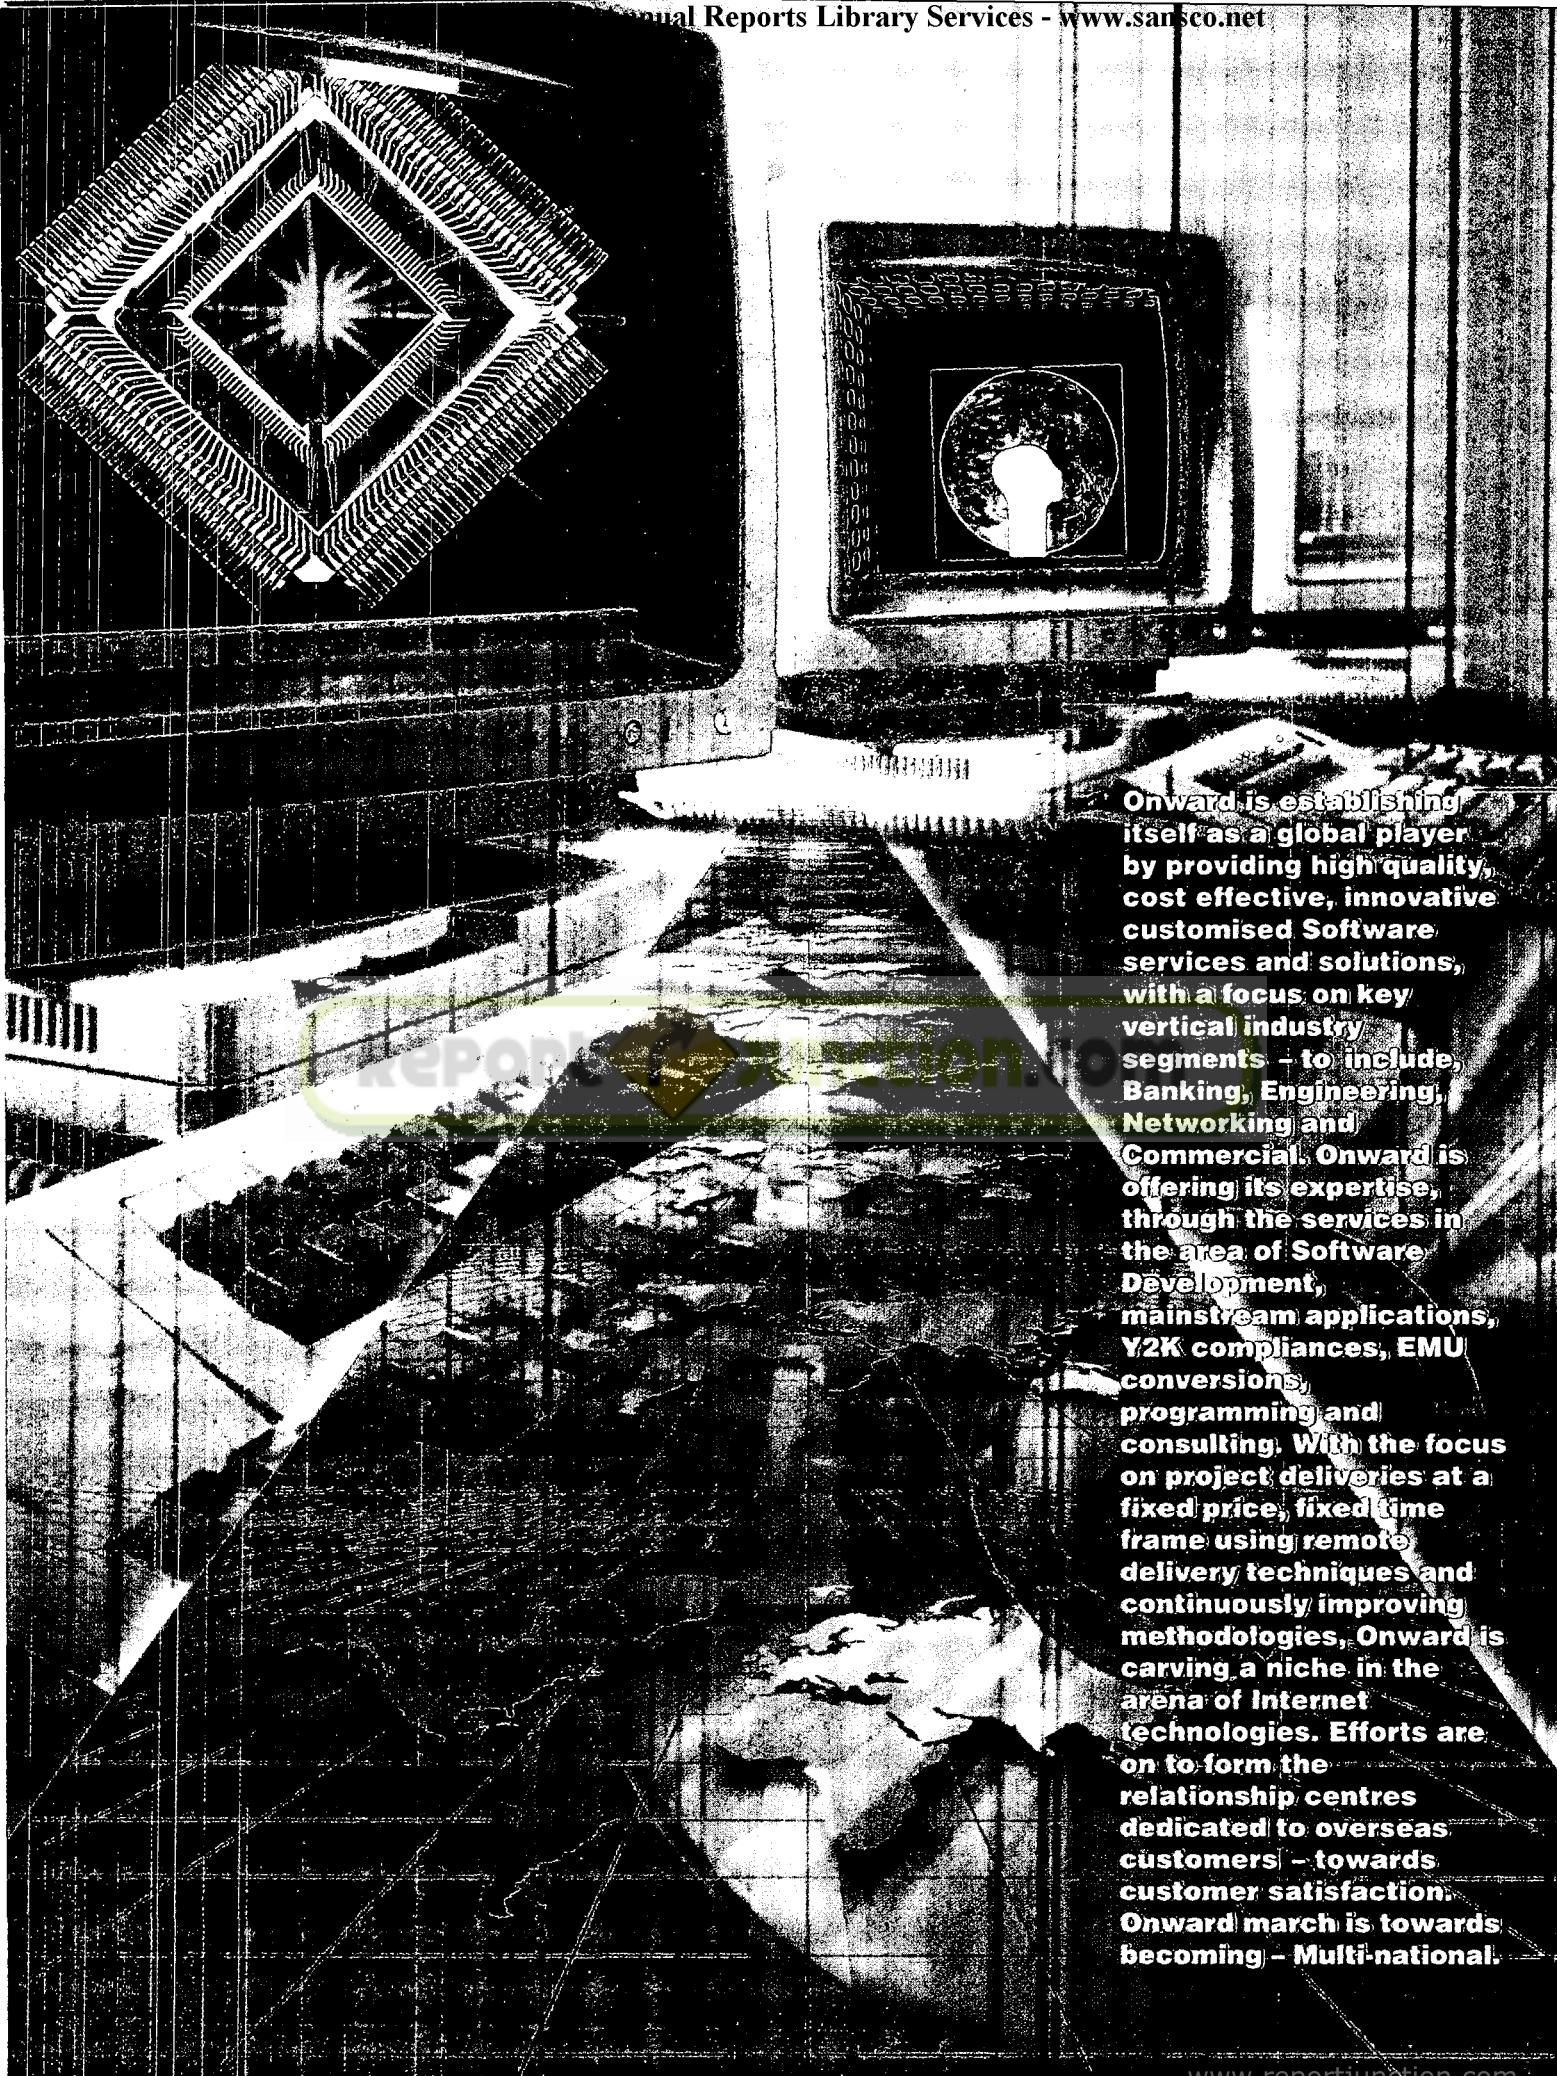 Reports Library Services - www.sansco.net
Onward is establishing
itself as a global player
by providing high quality,
cost effective, innovative
customised Software
services and solutions,
with a focus on key
vertical industry
segments – to include,
Banking, Engineering,
Networking and
Commercial. Onward is
offering its expertise,
through the services in
the area of Software
Development,
mainstream applications,
Y2K compliances, EMU
conversions,
programming and
consulting. With the focus
on project deliveries at a
fixed price, fixed time
frame using remote
delivery techniques and
continuously improving
methodologies, Onward is
carving a niche in the
arena of Internet
technologies. Efforts are
on to form the
relationship centres
dedicated to overseas
customers – towards
customer satisfaction.
Onward march is towards
becoming – Multi-national.
Report Junction.com
www.reportjunction.com